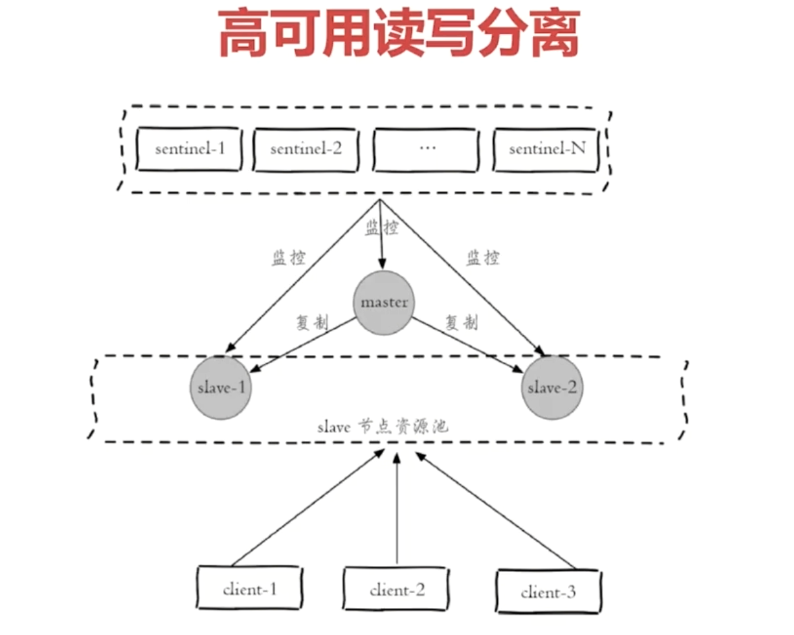 高可用读写分离
sentinel-1
sentinel-2
...
sentinel-N
监控
监控
监控
master
复制
复制
slave-1
slave-2
slave 节点资源池
client-1
client-2
client-3